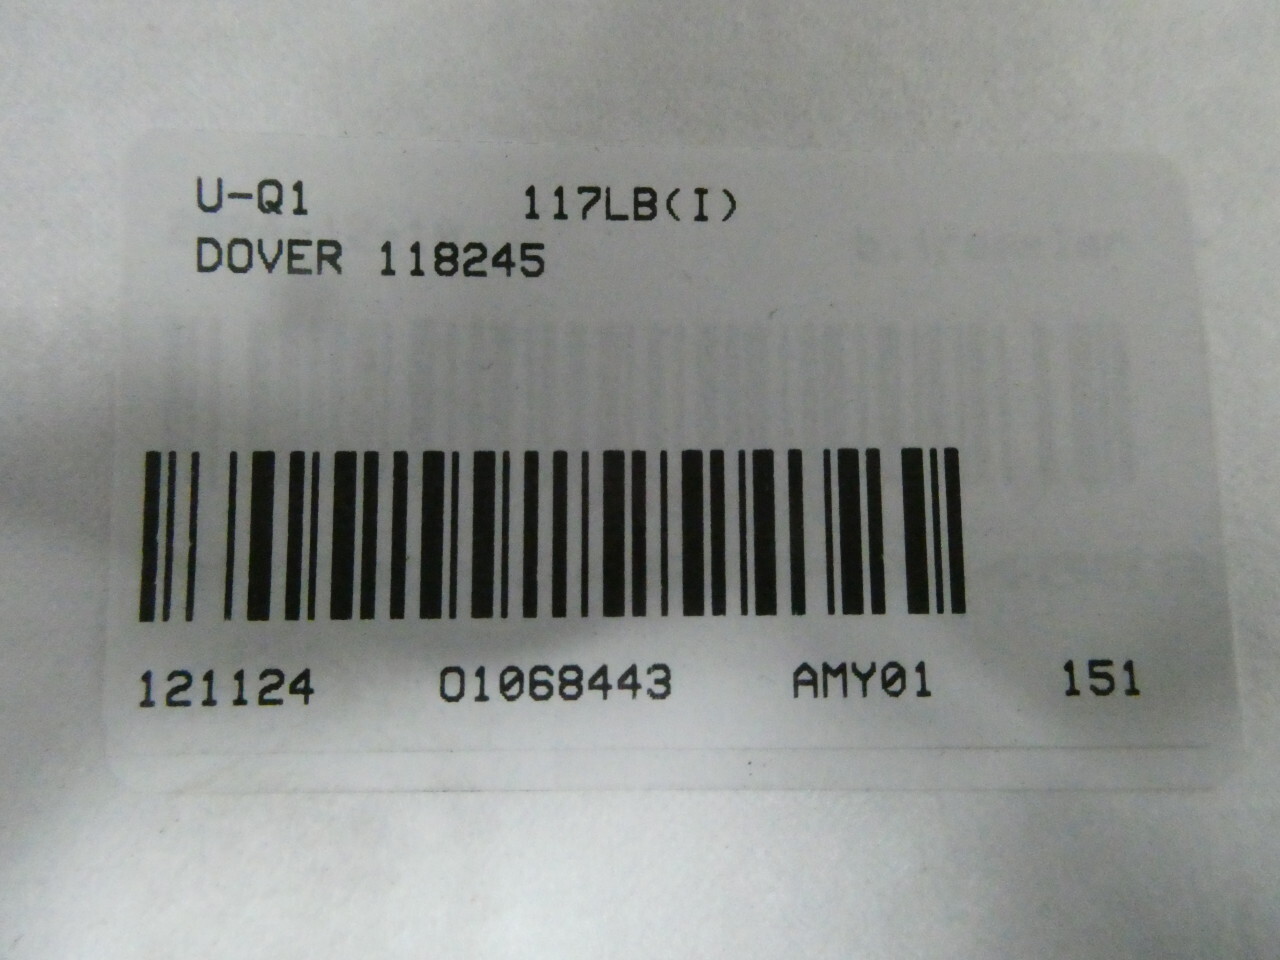 U-Q1 117LB(I)
DOVER 118245
121124 01068443 AMY01 151